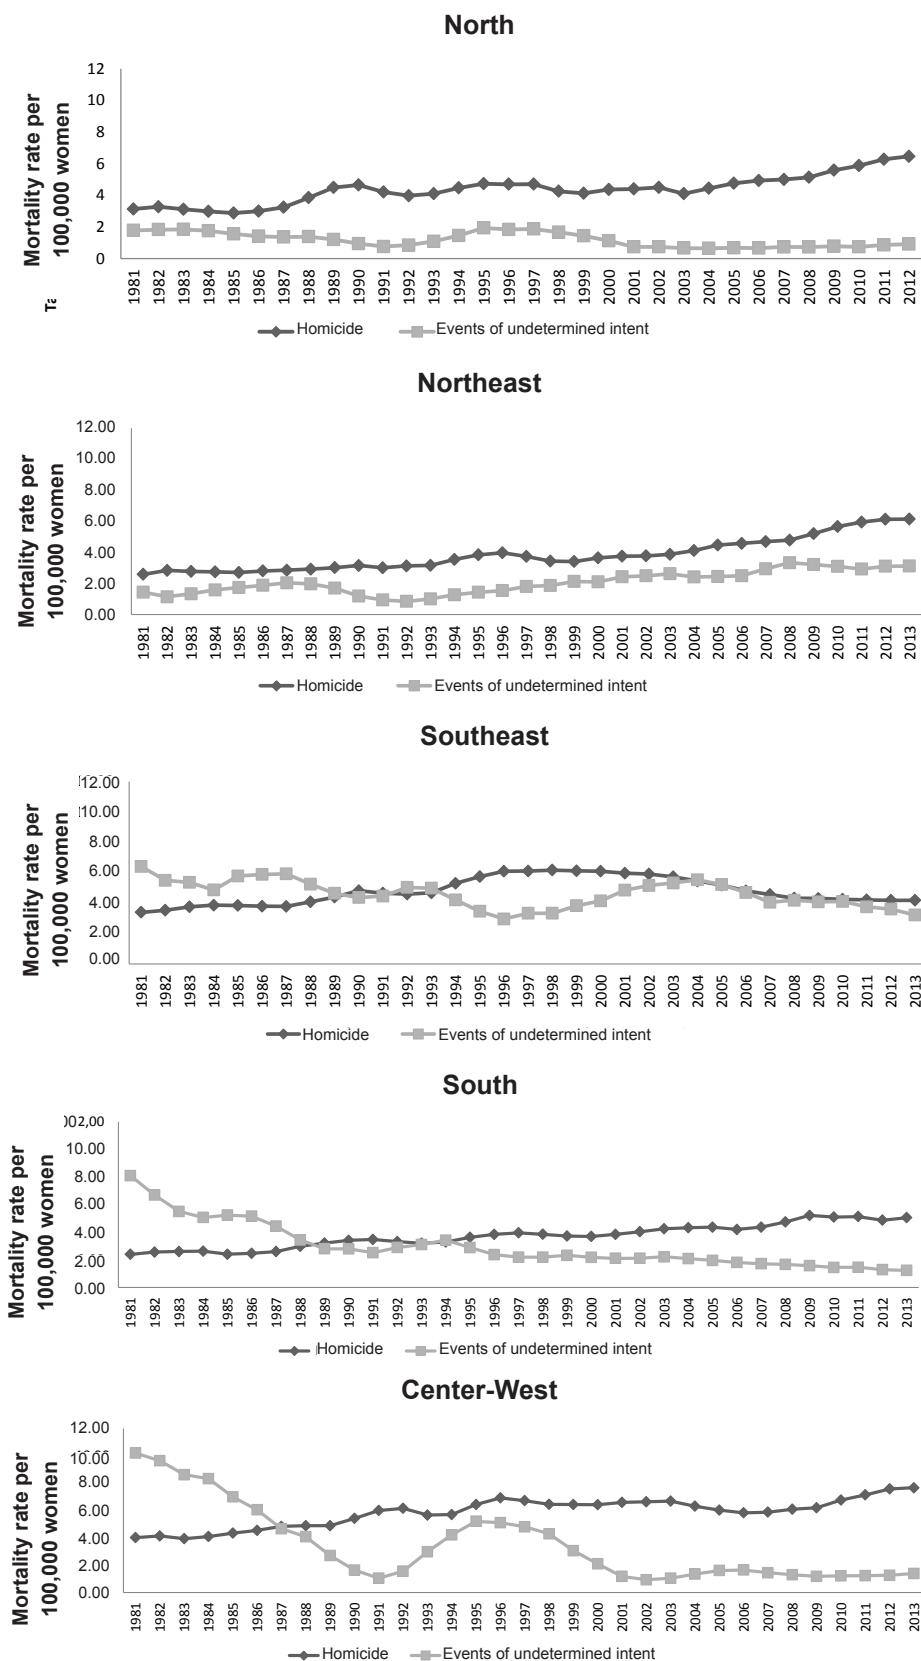 North
Mortality rate per
100,000 women
12
10
8
6
4
2
0
1981 1982 1983 1984 1985 1986 1987 1988 1989 1990 1991 1992 1993 1994 1995 1996 1997 1998 1999 2000 2001 2002 2003 2004 2005 2006 2007 2008 2009 2010 2011 2012
Homicide Events of undetermined intent
Northeast
Mortality rate per
100,000 women
12.00
10.00
8.00
6.00
4.00
2.00
0.00
1981 1982 1983 1984 1985 1986 1987 1988 1989 1990 1991 1992 1993 1994 1995 1996 1997 1998 1999 2000 2001 2002 2003 2004 2005 2006 2007 2008 2009 2010 2011 2012 2013
Homicide Events of undetermined intent
Southeast
Mortality rate per
100,000 women
12.00
10.00
8.00
6.00
4.00
2.00
0.00
1981 1982 1983 1984 1985 1986 1987 1988 1989 1990 1991 1992 1993 1994 1995 1996 1997 1998 1999 2000 2001 2002 2003 2004 2005 2006 2007 2008 2009 2010 2011 2012 2013
Homicide Events of undetermined intent
South
Mortality rate per
100,000 women
002,00
10.00
8.00
6.00
4.00
2.00
0.00
1981 1982 1983 1984 1985 1986 1987 1988 1989 1990 1991 1992 1993 1994 1995 1996 1997 1998 1999 2000 2001 2002 2003 2004 2005 2006 2007 2008 2009 2010 2011 2012 2013
Homicide Events of undetermined intent
Center-West
Mortality rate per
100,000 women
12.00
10.00
8.00
6.00
4.00
2.00
0.00
1981 1982 1983 1984 1985 1986 1987 1988 1989 1990 1991 1992 1993 1994 1995 1996 1997 1998 1999 2000 2001 2002 2003 2004 2005 2006 2007 2008 2009 2010 2011 2012 2013
Homicide Events of undetermined intent